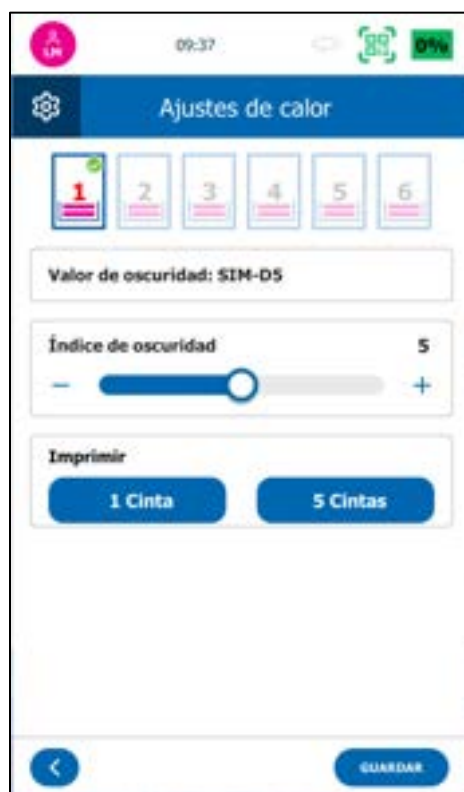 LM
09:37
0%
Ajustes de calor
1 2 3 4 5 6
Valor de oscuridad: SIM-D5
Índice de oscuridad 5
− +
Imprimir
1 Cinta 5 Cintas
GUARDAR